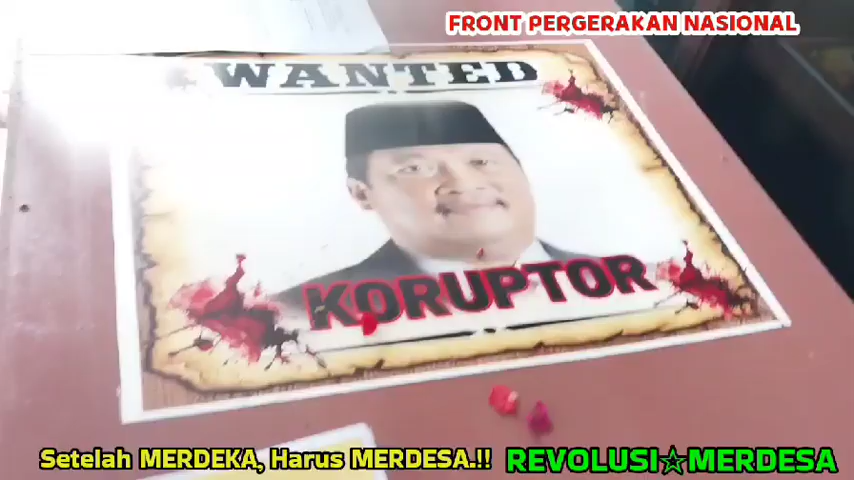 FRONT PERGERAKAN NASIONAL
WANTED
KORUPTOR
Setelah MERDEKA, Harus MERDESA.!! REVOLUSI☆MERDESA